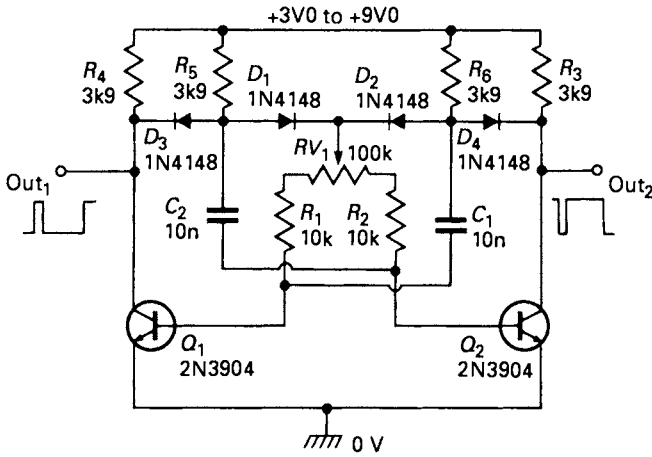 +3V0 to +9V0
R4
3k9
R5
3k9
D1
1N4148
D2
1N4148
R6
3k9
R3
3k9
D3
1N4148
RV1
100k
D4
1N4148
Out1
Out2
C2
10n
R1
10k
R2
10k
C1
10n
Q1
2N3904
Q2
2N3904
0 V